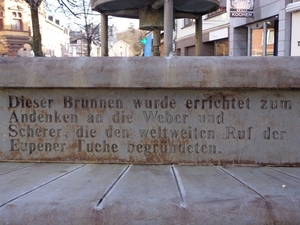 KOCHER
Dieser Brunnen wurde errichtet zum
Andenken an die Weber und
Scherer, die den weltweiten Ruf der
Eupener Tuche begründeten.